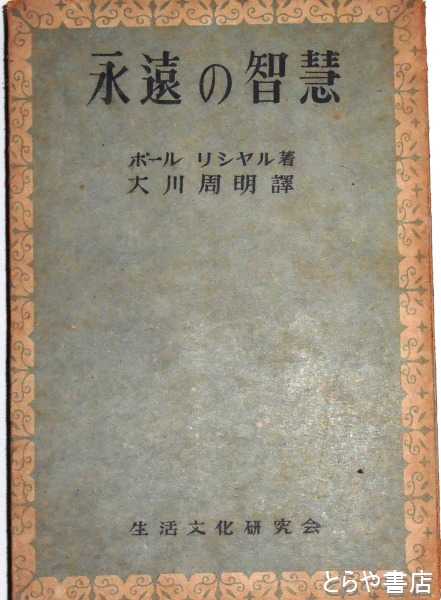 永遠の智慧
ポール リシヤル著
大川周明譯
生活文化研究会
とらや書店